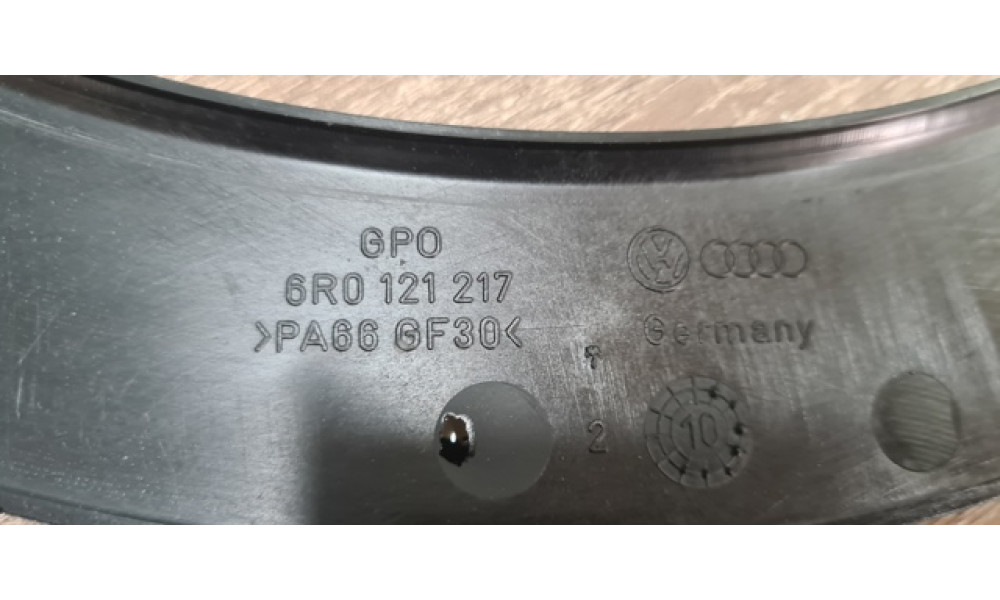 GPO
6R0 121 217
>PA66 GF30<
Germany
2
10